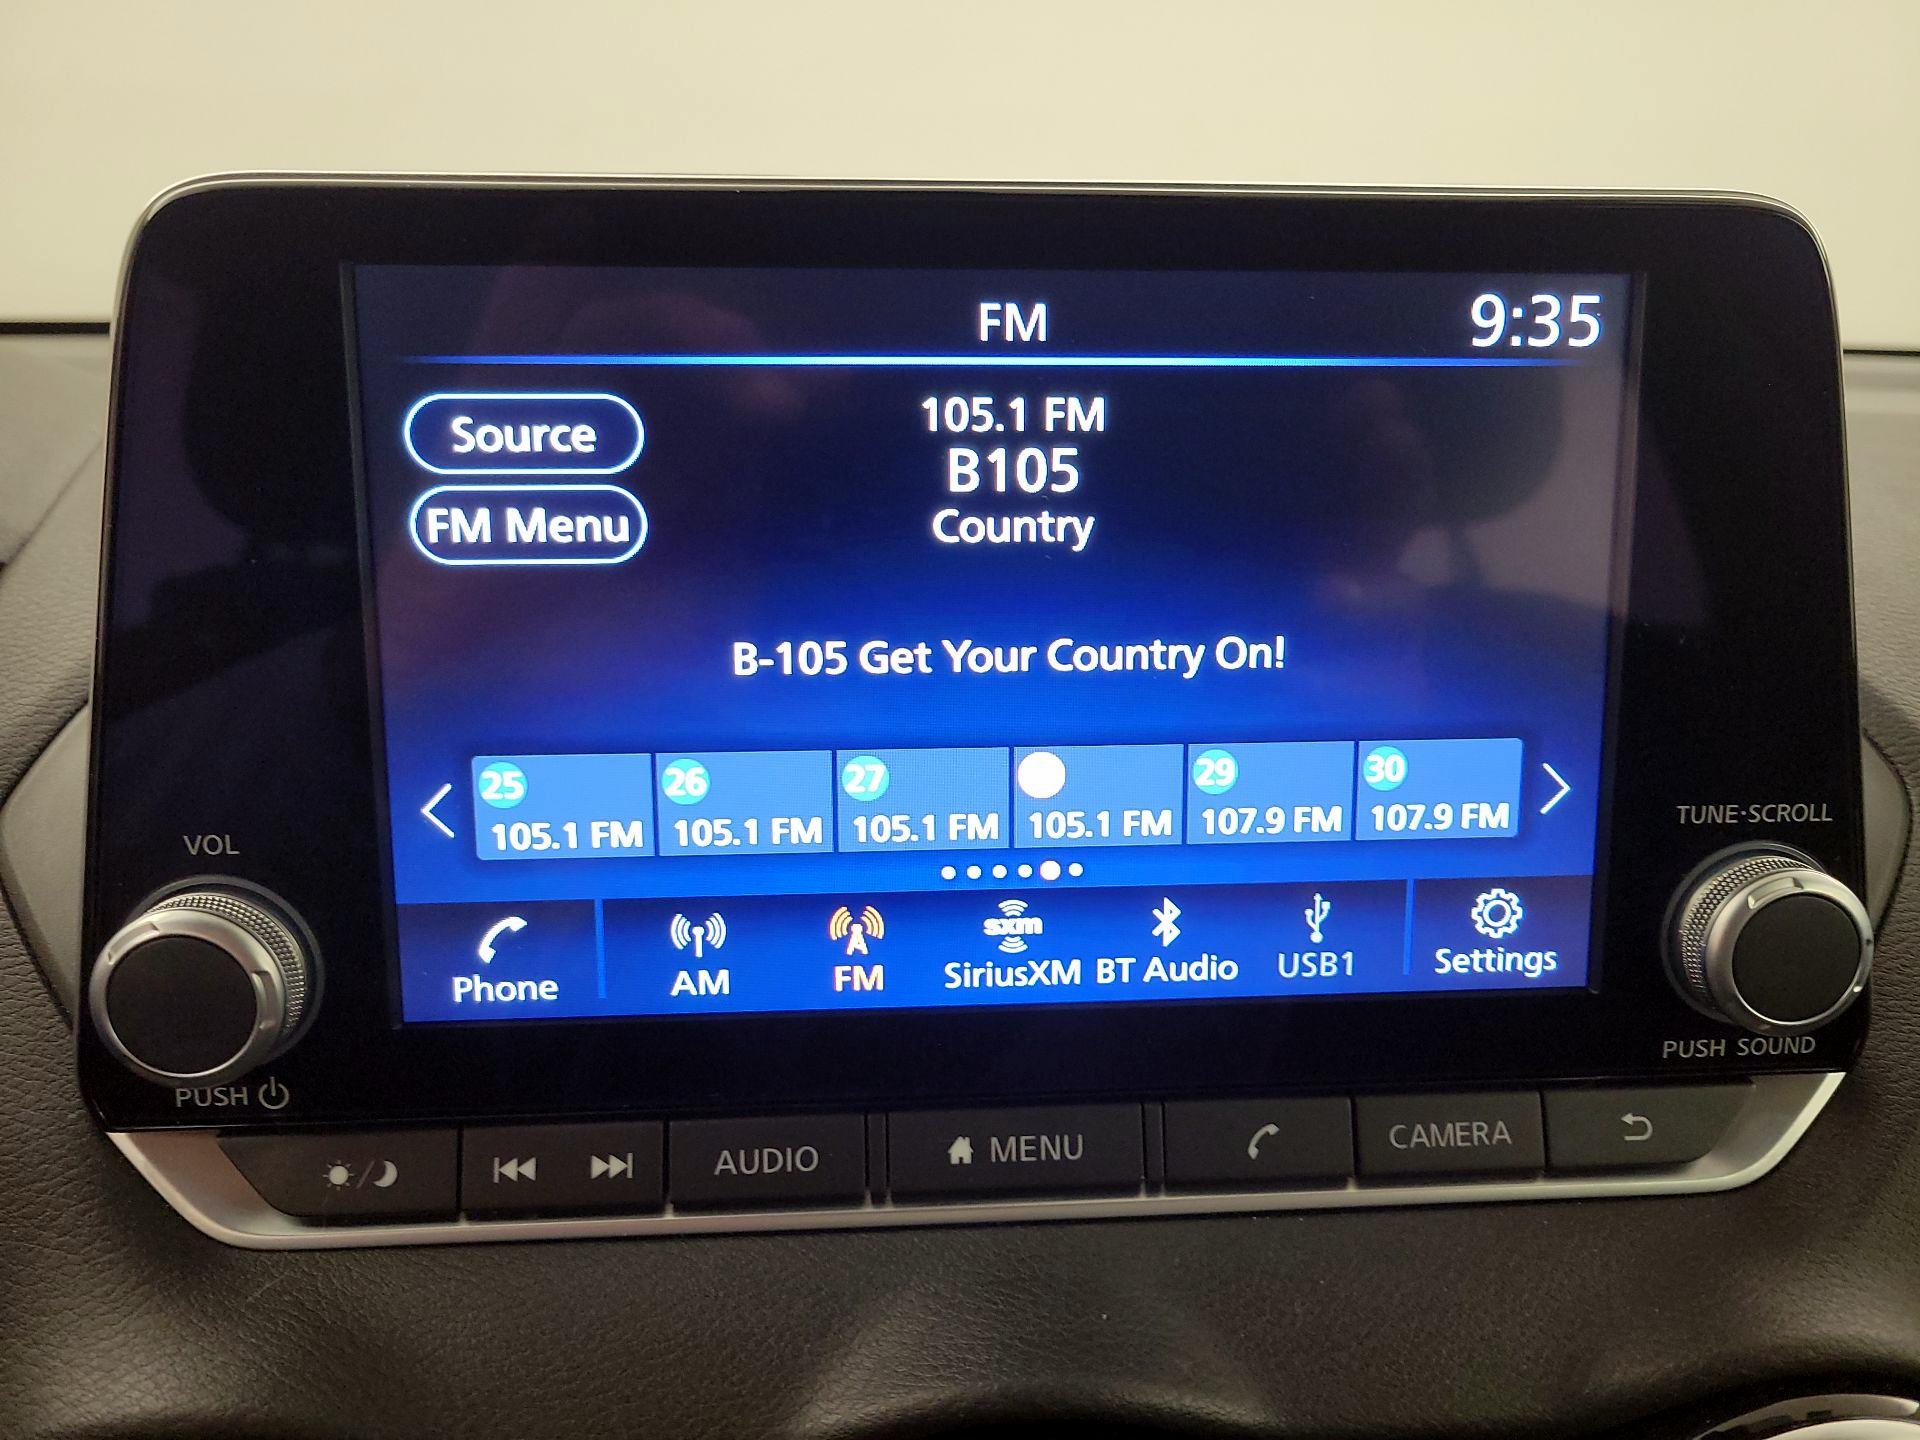 FM
9:35
Source
FM Menu
105.1 FM
B105
Country
B-105 Get Your Country On!
25
26
27
29
30
105.1 FM
105.1 FM
105.1 FM
105.1 FM
107.9 FM
107.9 FM
sxm
Phone
AM
FM
SiriusXM
BT Audio
USB1
Settings
VOL
PUSH
TUNE·SCROLL
PUSH SOUND
AUDIO
MENU
CAMERA